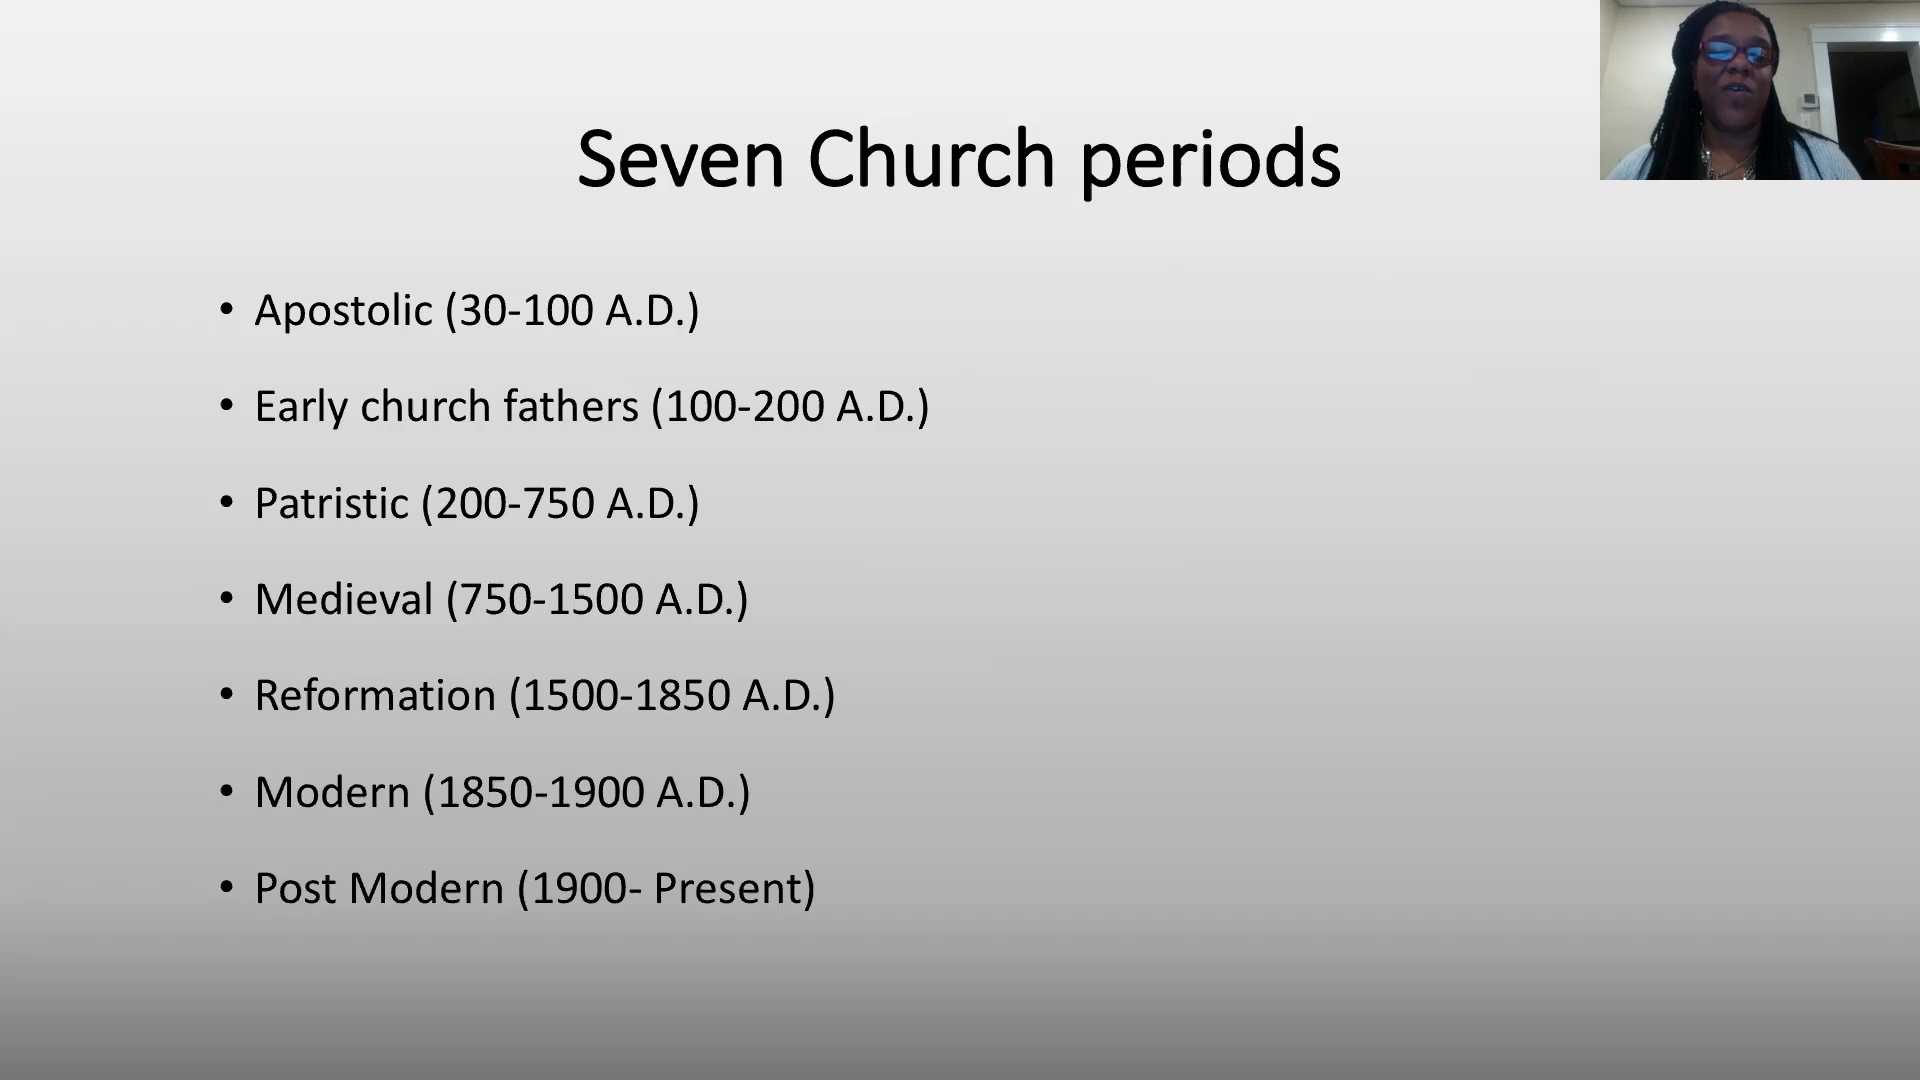 Seven Church periods
• Apostolic (30-100 A.D.)
• Early church fathers (100-200 A.D.)
• Patristic (200-750 A.D.)
• Medieval (750-1500 A.D.)
• Reformation (1500-1850 A.D.)
• Modern (1850-1900 A.D.)
• Post Modern (1900- Present)